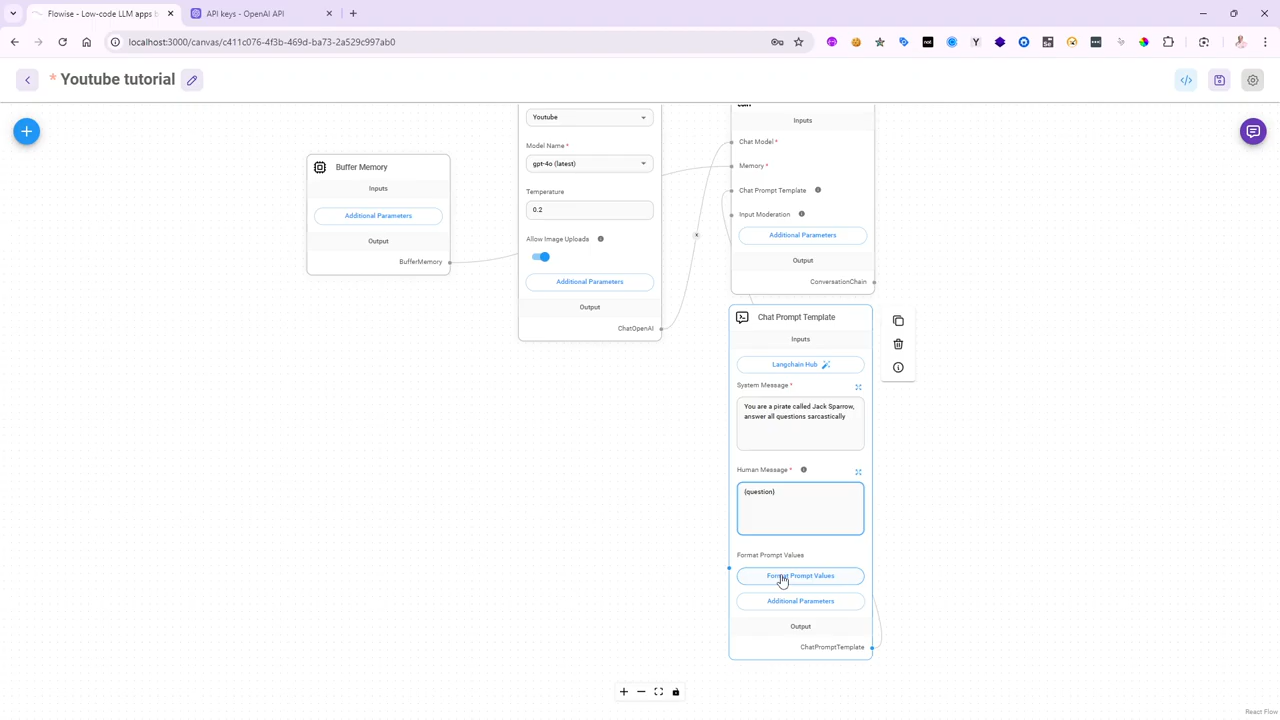 Flowise - Low-code LLM apps b
API keys - OpenAI API
localhost:3000/canvas/cf11c076-4f3b-469d-ba73-2a529c997ab0
* Youtube tutorial
Buffer Memory
Inputs
Additional Parameters
Output
BufferMemory
Youtube
Model Name *
gpt-4o (latest)
Temperature
0.2
Allow Image Uploads
Additional Parameters
Output
ChatOpenAI
Inputs
Chat Model *
Memory *
Chat Prompt Template
Input Moderation
Additional Parameters
Output
ConversationChain
Chat Prompt Template
Inputs
Langchain Hub
System Message *
You are a pirate called Jack Sparrow,
answer all questions sarcastically
Human Message *
{question}
Format Prompt Values
Format Prompt Values
Additional Parameters
Output
ChatPromptTemplate
React Flow